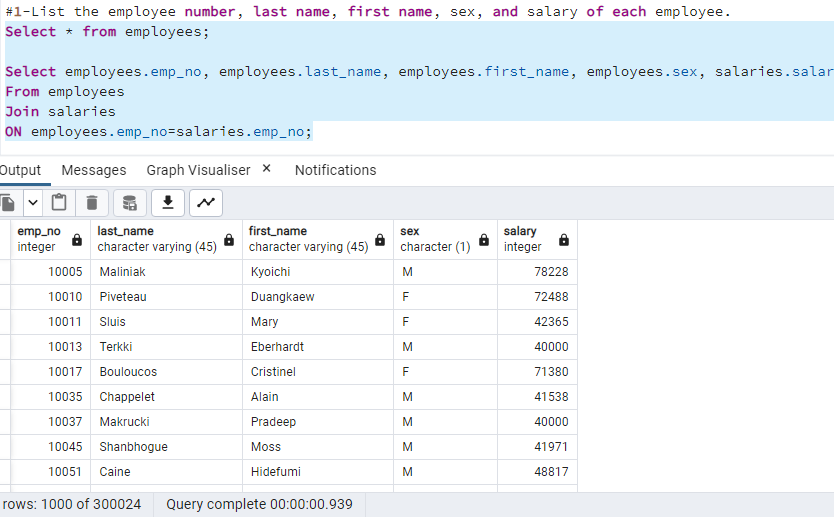 #1-List the employee number, last name, first name, sex, and salary of each employee.
Select * from employees;
Select employees.emp_no, employees.last_name, employees.first_name, employees.sex, salaries.salar
From employees
Join salaries
ON employees.emp_no=salaries.emp_no;
Output Messages Graph Visualiser × Notifications
emp_no last_name first_name sex salary
integer character varying (45) character varying (45) character (1) integer
10005 Maliniak Kyoichi M 78228
10010 Piveteau Duangkaew F 72488
10011 Sluis Mary F 42365
10013 Terkki Eberhardt M 40000
10017 Bouloucos Cristinel F 71380
10035 Chappelet Alain M 41538
10037 Makrucki Pradeep M 40000
10045 Shanbhogue Moss M 41971
10051 Caine Hidefumi M 48817
rows: 1000 of 300024 Query complete 00:00:00.939